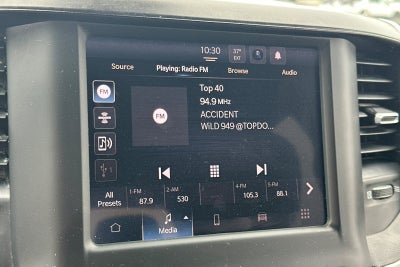 10:30
37°
EXT
Source
Playing: Radio FM
Browse
Audio
FM
FM
Top 40
94.9 MHz
ACCIDENT
WiLD 949 @TOPDO...
1
All
Presets
1-FM
87.9
2-AM
530
4-FM
105.3
5-FM
88.1
Media